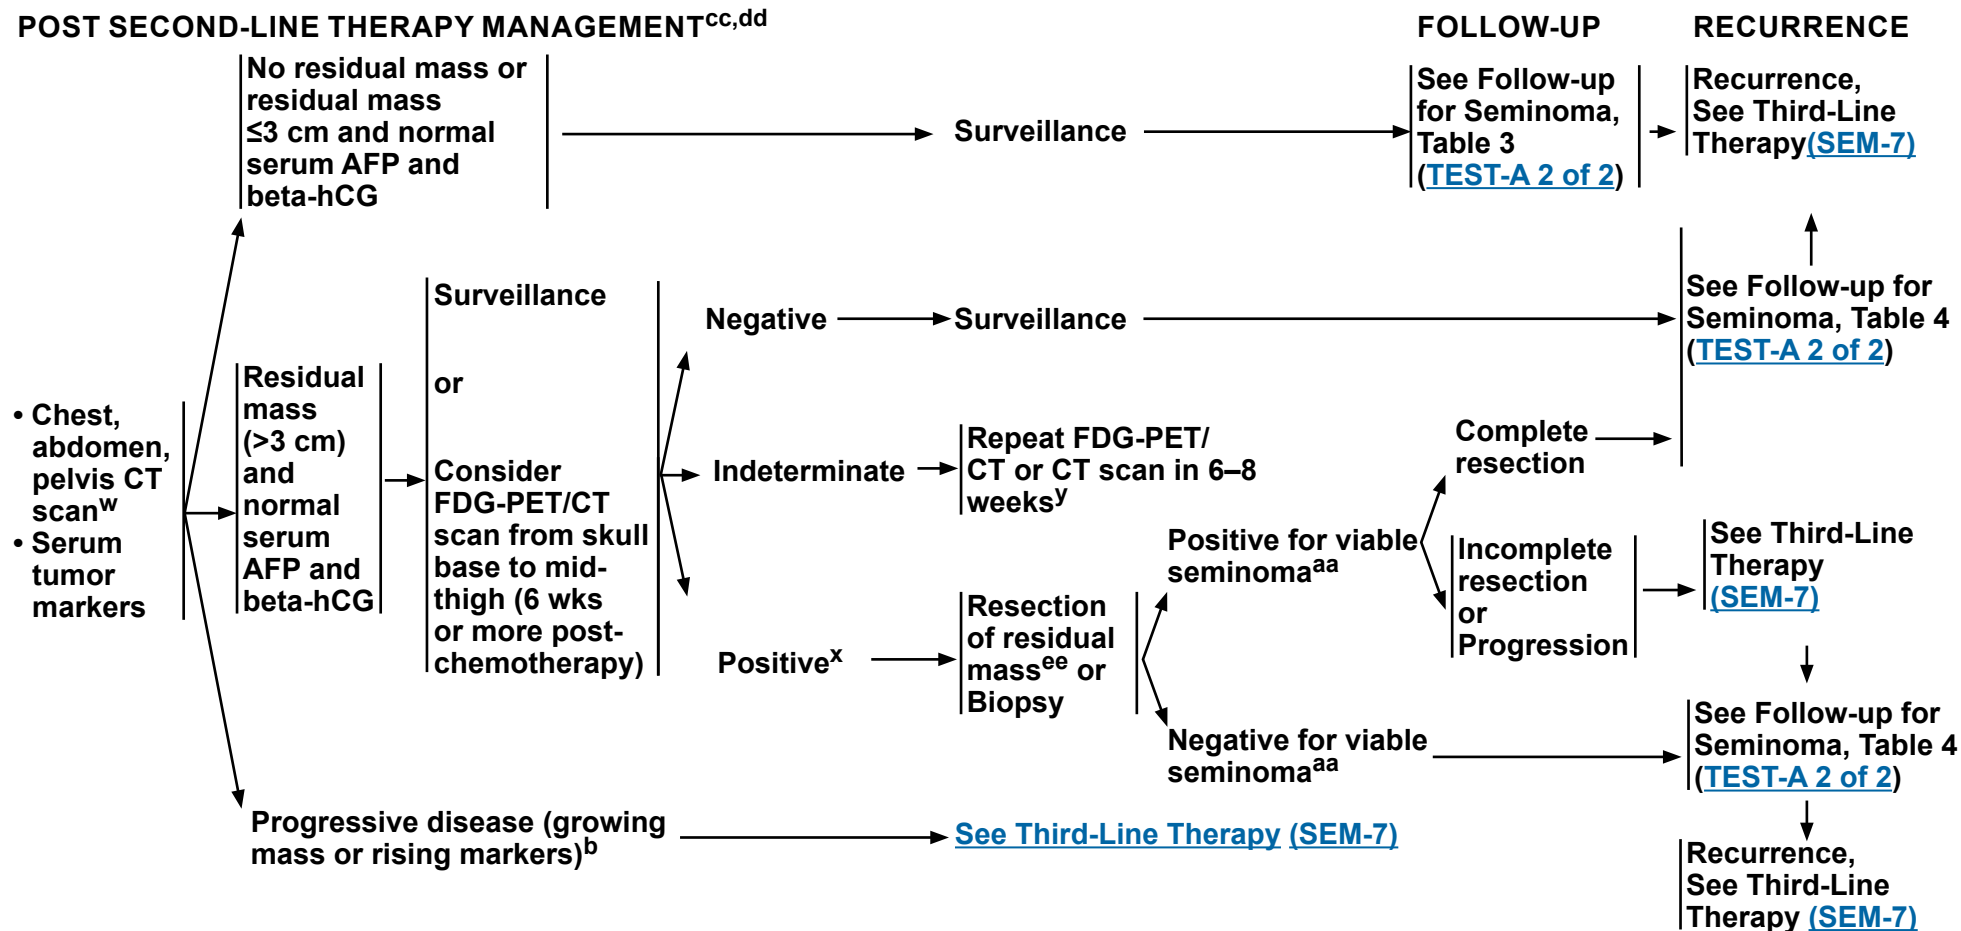 POST SECOND-LINE THERAPY MANAGEMENTcc,dd
FOLLOW-UP
RECURRENCE
No residual mass or
residual mass
≤3 cm and normal
serum AFP and
beta-hCG
Surveillance
See Follow-up
for Seminoma,
Table 3
(TEST-A 2 of 2)
Recurrence,
See Third-Line
Therapy(SEM-7)
• Chest,
abdomen,
pelvis CT
scanw
• Serum
tumor
markers
Residual
mass
(>3 cm)
and
normal
serum
AFP and
beta-hCG
Surveillance
or
Consider
FDG-PET/CT
scan from skull
base to mid-
thigh (6 wks
or more post-
chemotherapy)
Negative
Surveillance
See Follow-up for
Seminoma, Table 4
(TEST-A 2 of 2)
Indeterminate
Repeat FDG-PET/
CT or CT scan in 6–8
weeksy
Positivex
Resection
of residual
massee or
Biopsy
Positive for viable
seminomaaa
Complete
resection
Incomplete
resection
or
Progression
See Third-Line
Therapy
(SEM-7)
Negative for viable
seminomaaa
See Follow-up for
Seminoma, Table 4
(TEST-A 2 of 2)
Recurrence,
See Third-Line
Therapy (SEM-7)
Progressive disease (growing
mass or rising markers)b
See Third-Line Therapy (SEM-7)